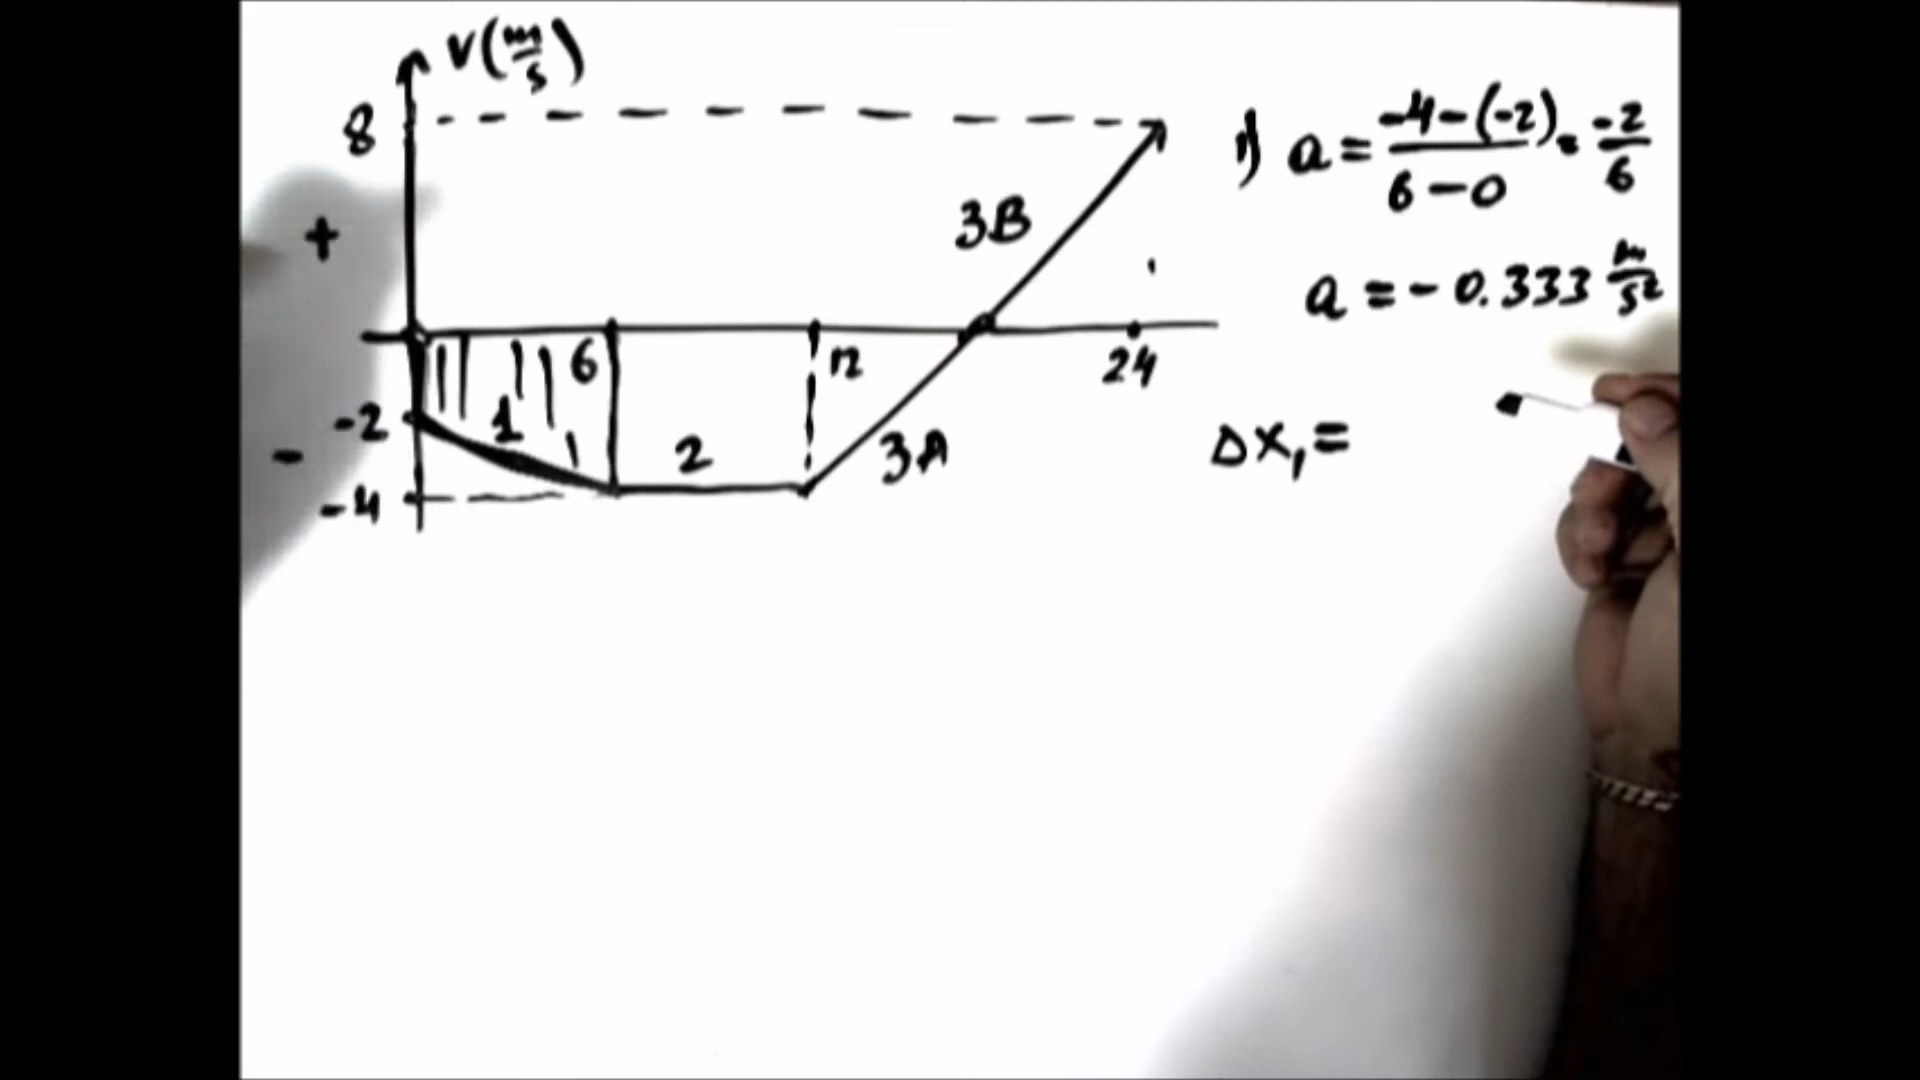 V(m/s)
8
+
3B
6
12
24
-2
1
-
2
3A
-4
1) a = -4-(-2)/6-0 = -2/6
a = - 0.333 m/s²
Δx₁=